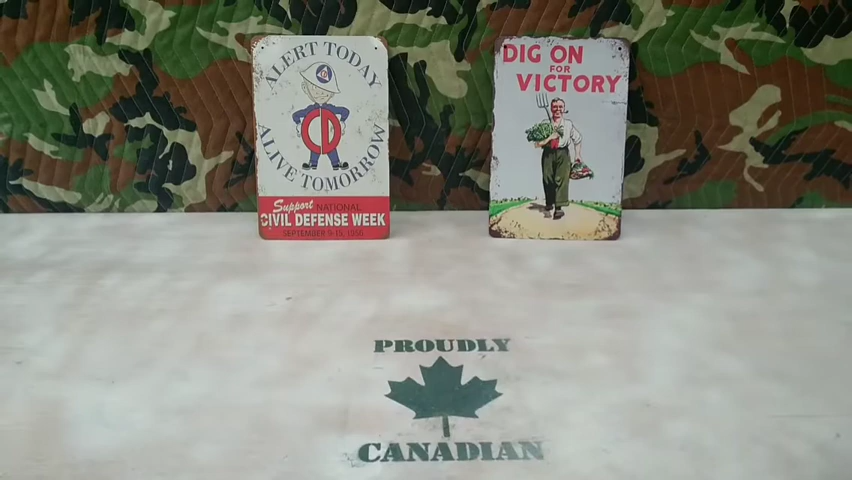 ALERT TODAY
CD
ALIVE TOMORROW
Support NATIONAL
CIVIL DEFENSE WEEK
SEPTEMBER 9-15, 1956
DIG ON
FOR
VICTORY
PROUDLY
CANADIAN